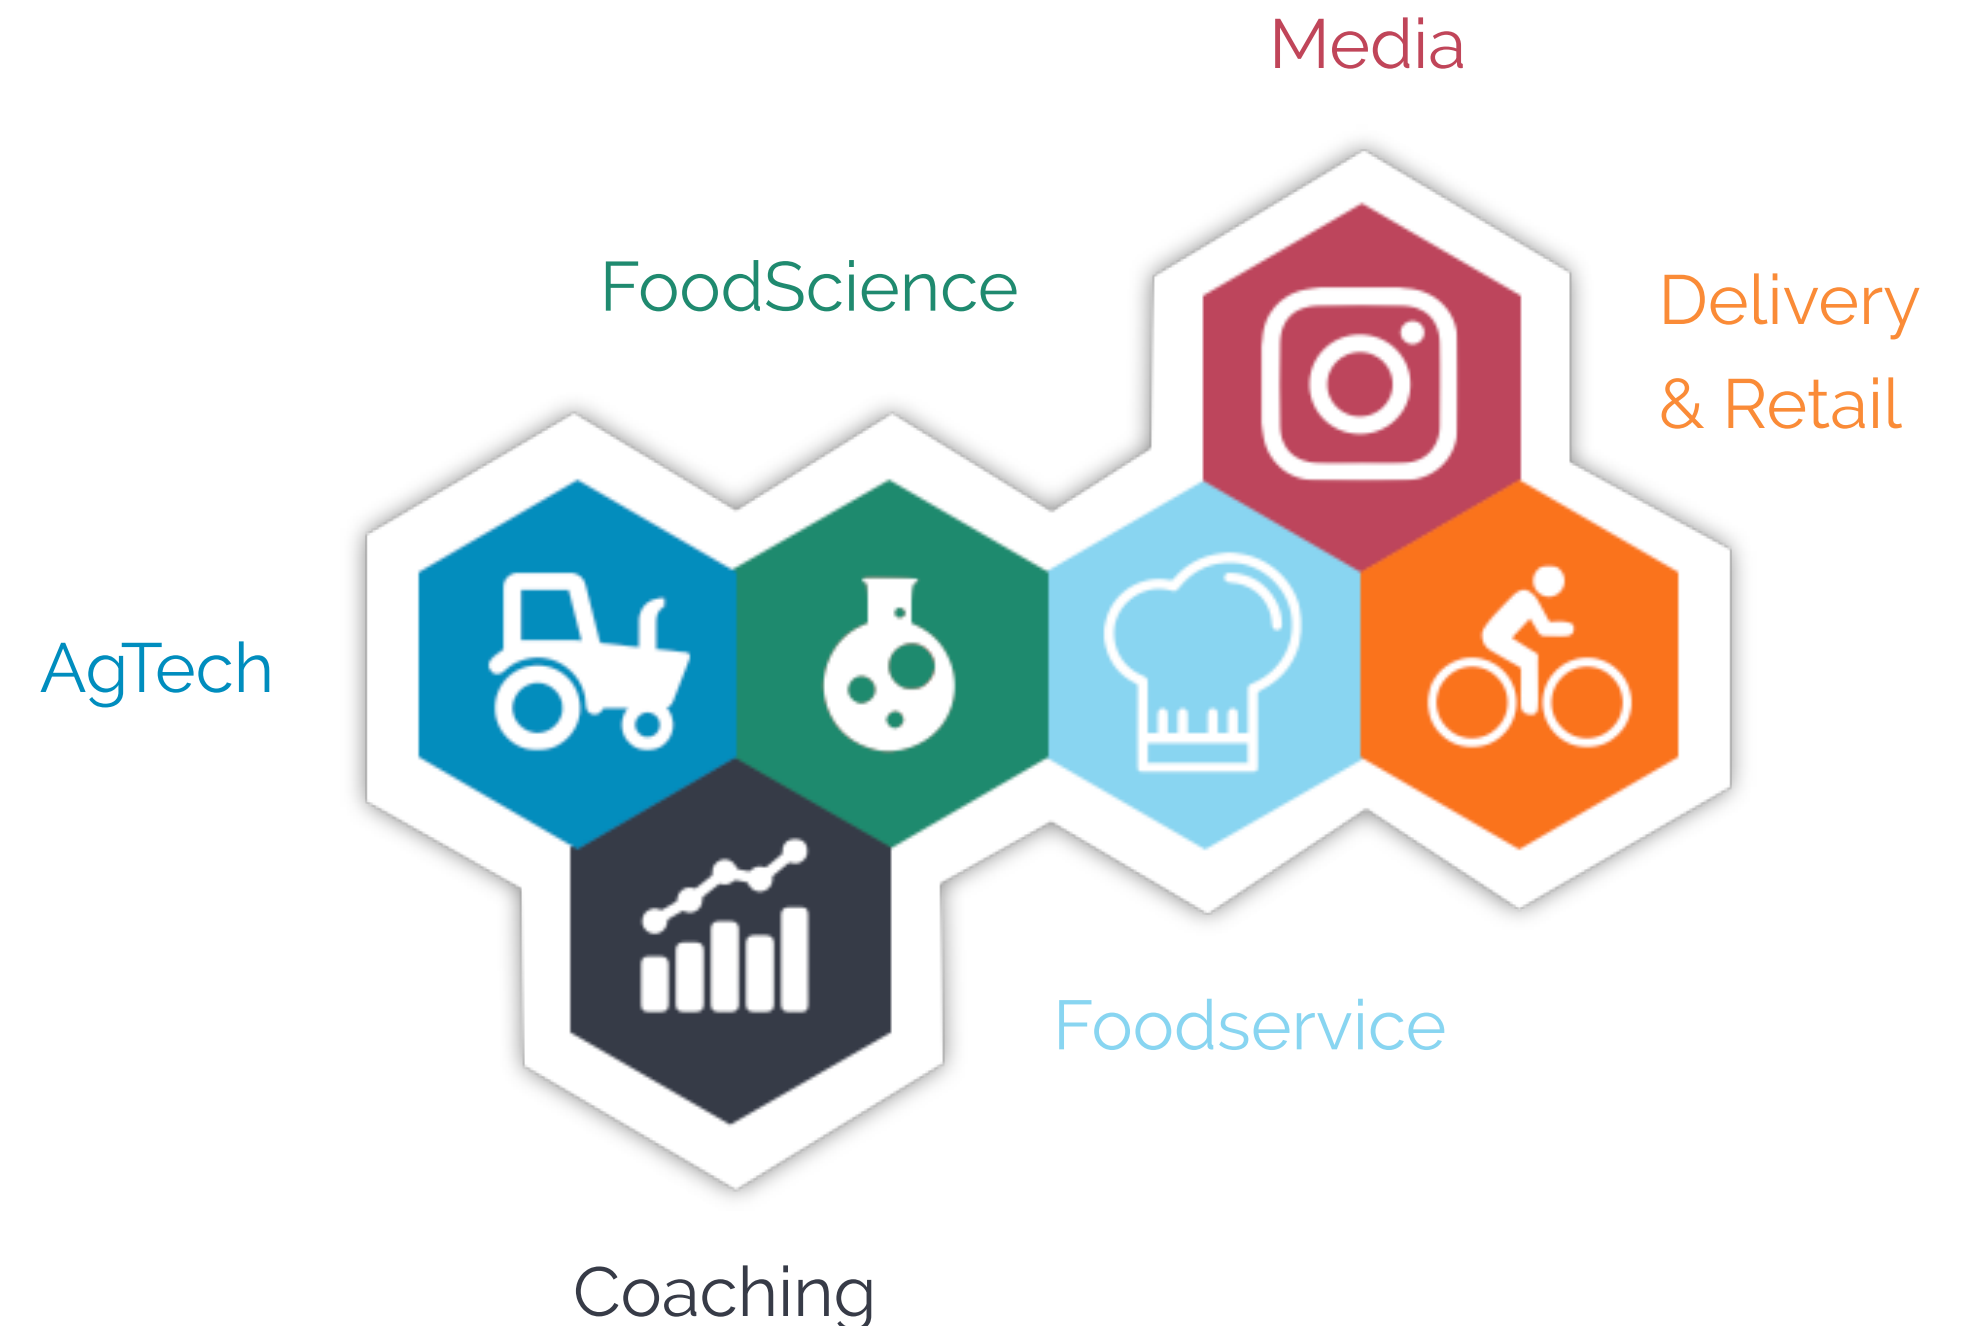 Media
FoodScience
Delivery
& Retail
AgTech
Foodservice
Coaching